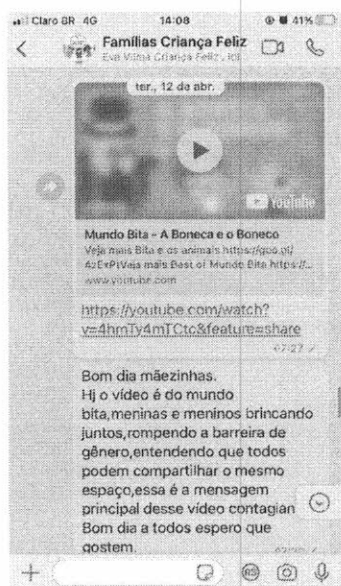 Claro BR 4G 14:08 41%
Famílias Criança Feliz
Eva Vilma Criança Feliz,
ter., 12 de abr.
YouTube
Mundo Bita - A Boneca e o Boneco
Veja mais Bita e os animais https://goo.gl/
4zExPtVeja mais Best of Mundo Bita https://...
www.youtube.com
https://youtube.com/watch?
v=4hmTy4mTCtc&feature=share
07:27
Bom dia mãezinhas.
Hj o vídeo é do mundo
bita,meninas e meninos brincando
juntos,rompendo a barreira de
gênero,entendendo que todos
podem compartilhar o mesmo
espaço,essa é a mensagem
principal desse vídeo contagian
Bom dia a todos espero que
gostem.